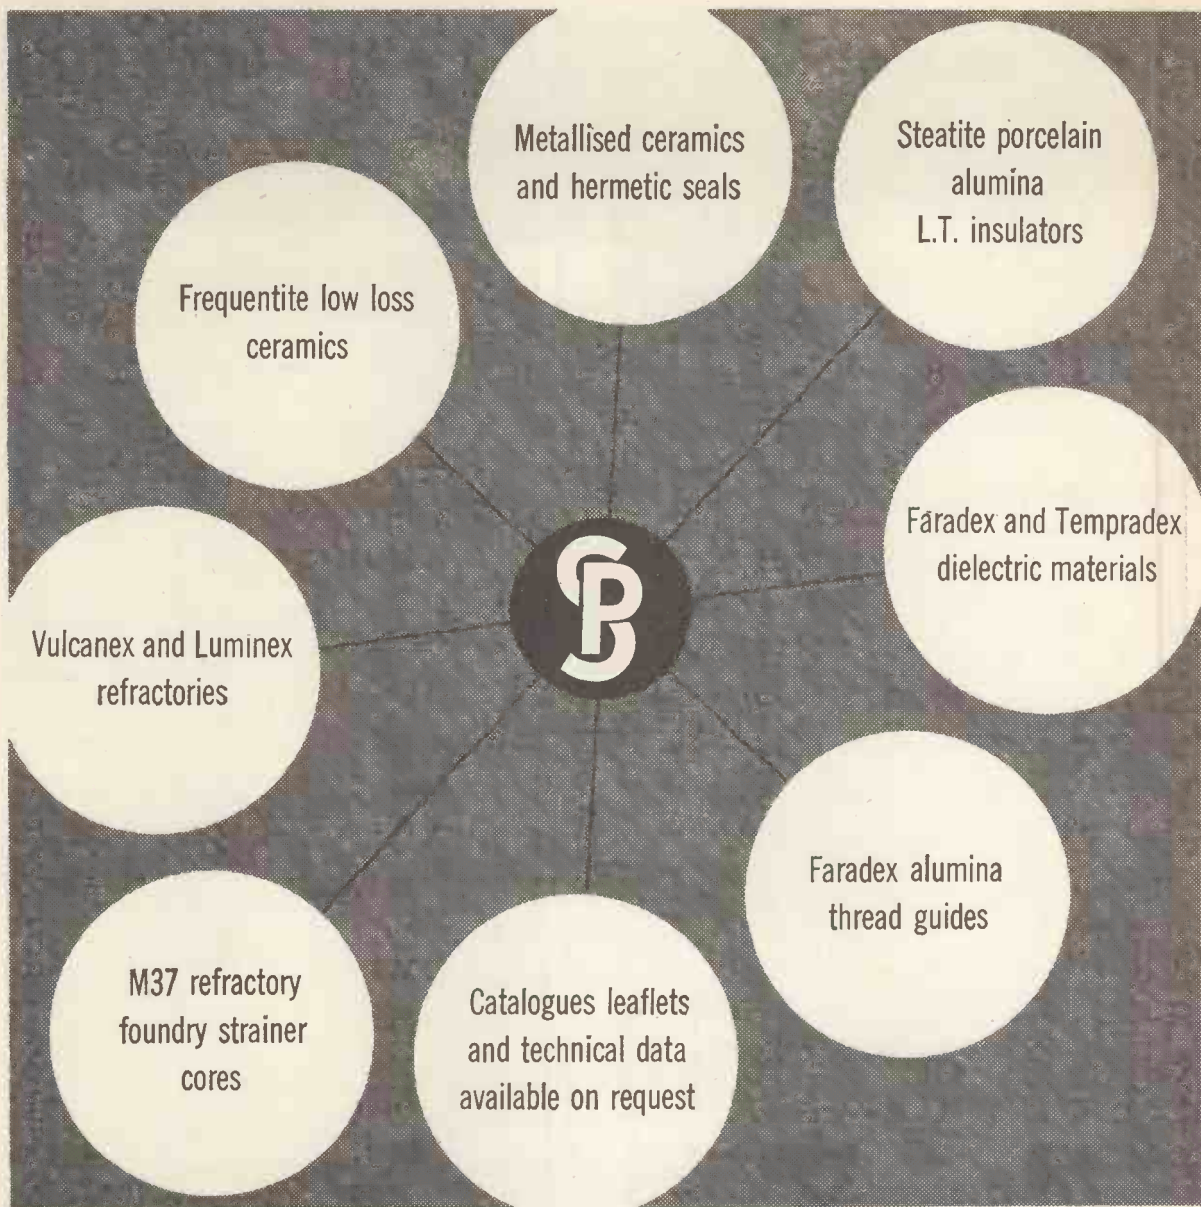 Metallised ceramics
and hermetic seals
Steatite porcelain
alumina
L.T. insulators
Frequentite low loss
ceramics
Faradex and Tempradex
dielectric materials
SP
Vulcanex and Luminex
refractories
Faradex alumina
thread guides
M37 refractory
foundry strainer
cores
Catalogues leaflets
and technical data
available on request